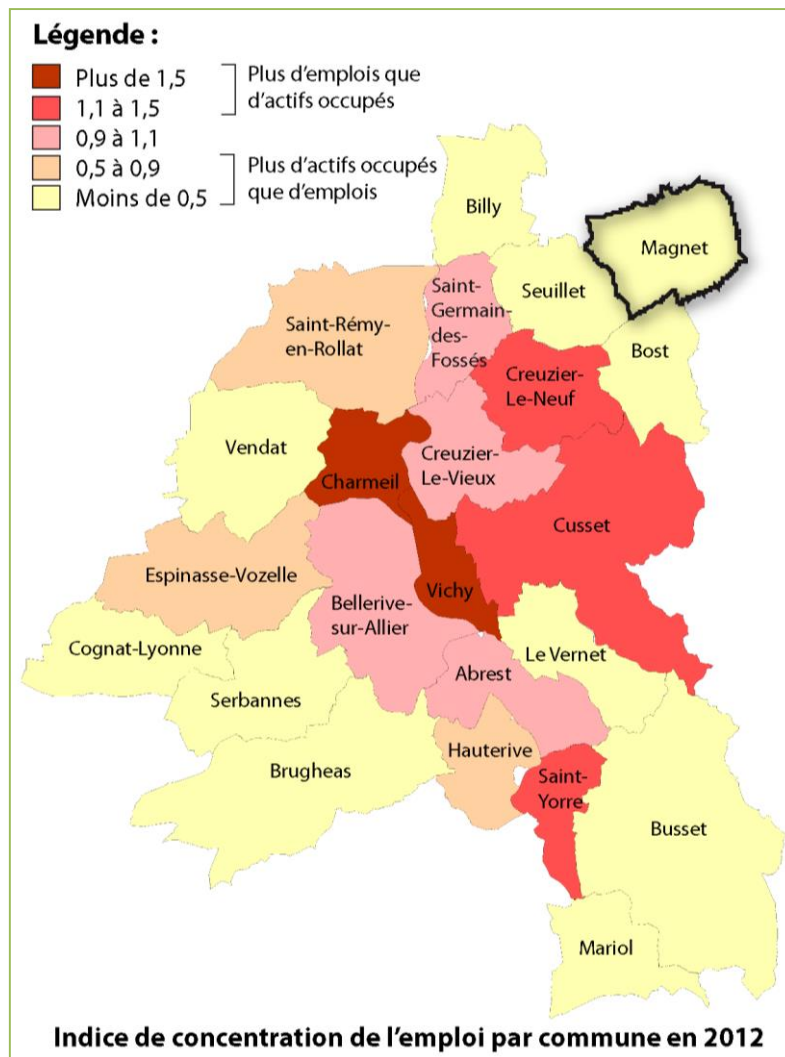 Légende :
Plus de 1,5
1,1 à 1,5
Plus d'emplois que
d'actifs occupés
0,9 à 1,1
0,5 à 0,9
Moins de 0,5
Plus d'actifs occupés
que d'emplois
Billy
Magnet
Seuillet
Saint-
Germain-
des-
Fossés
Saint-Rémy-
en-Rollat
Bost
Creuzier-
Le-Neuf
Vendat
Creuzier-
Le-Vieux
Charmeil
Cusset
Espinasse-Vozelle
Vichy
Bellerive-
sur-Allier
Cognat-Lyonne
Le Vernet
Abrest
Serbannes
Hauterive
Brugheas
Saint-
Yorre
Busset
Mariol
Indice de concentration de l'emploi par commune en 2012